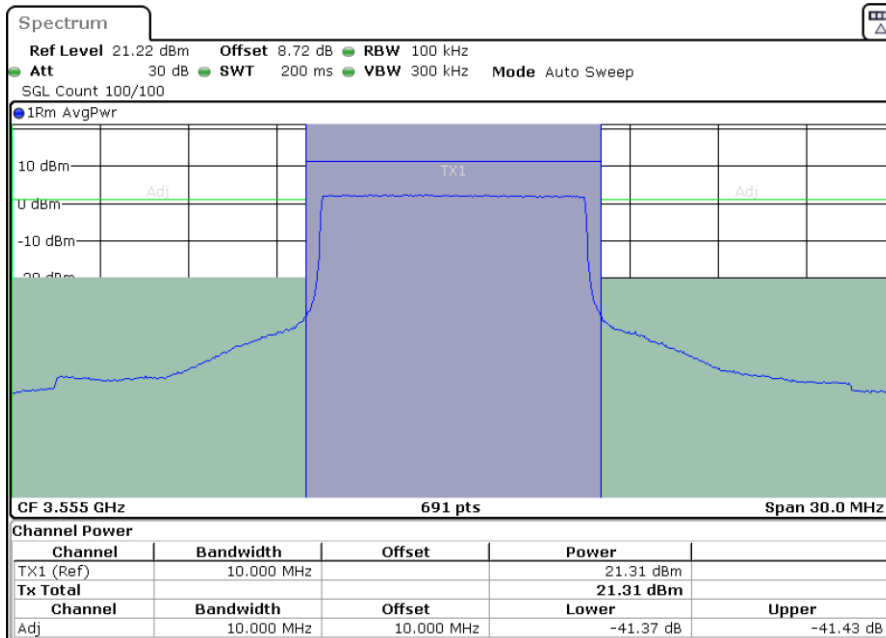 Spectrum
Ref Level 21.22 dBm Offset 8.72 dB RBW 100 kHz
Att 30 dB SWT 200 ms VBW 300 kHz Mode Auto Sweep
SGL Count 100/100
1Rm AvgPwr
10 dBm
TX1
Adj Adj
0 dBm
-10 dBm
-20 dBm
CF 3.555 GHz 691 pts Span 30.0 MHz
Channel Power
Channel Bandwidth Offset Power
TX1 (Ref) 10.000 MHz 21.31 dBm
Tx Total 21.31 dBm
Channel Bandwidth Offset Lower Upper
Adj 10.000 MHz 10.000 MHz -41.37 dB -41.43 dB